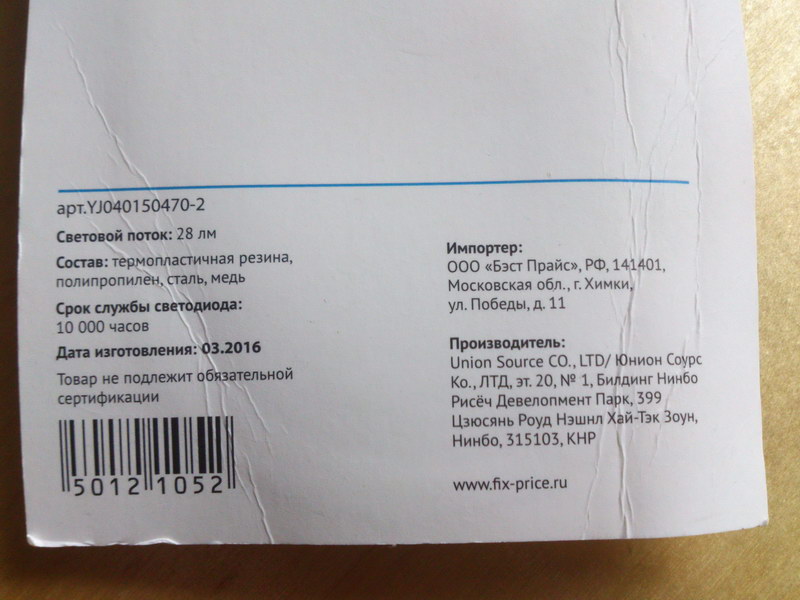 арт.YJ040150470-2
Световой поток: 28 лм
Состав: термопластичная резина,
полипропилен, сталь, медь
Срок службы светодиода:
10 000 часов
Дата изготовления: 03.2016
Товар не подлежит обязательной
сертификации
5012 1052
Импортер:
ООО «Бэст Прайс», РФ, 141401,
Московская обл., г. Химки,
ул. Победы, д. 11
Производитель:
Union Source CO., LTD/ Юнион Соурс
Ко., ЛТД, эт. 20, № 1, Билдинг Нинбо
Рисёч Девелопмент Парк, 399
Цзюсянь Роуд Нэшнл Хай-Тэк Зоун,
Нинбо, 315103, КНР
www.fix-price.ru